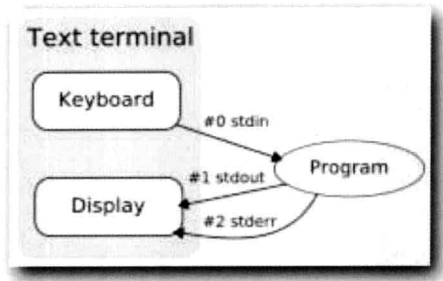 Text terminal
Keyboard
#0 stdin
Program
#1 stdout
Display
#2 stderr